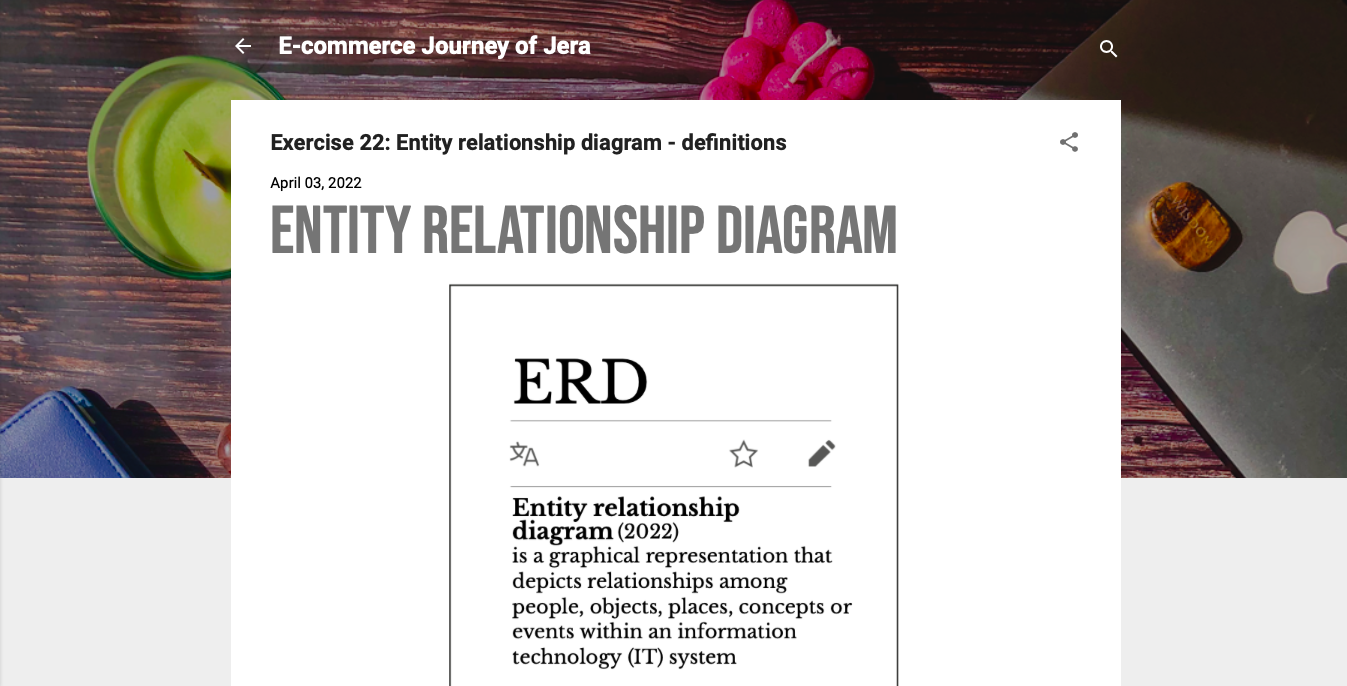 E-commerce Journey of Jera
Exercise 22: Entity relationship diagram - definitions
April 03, 2022
ENTITY RELATIONSHIP DIAGRAM
ERD
Entity relationship
diagram (2022)
is a graphical representation that
depicts relationships among
people, objects, places, concepts or
events within an information
technology (IT) system
WISDOM